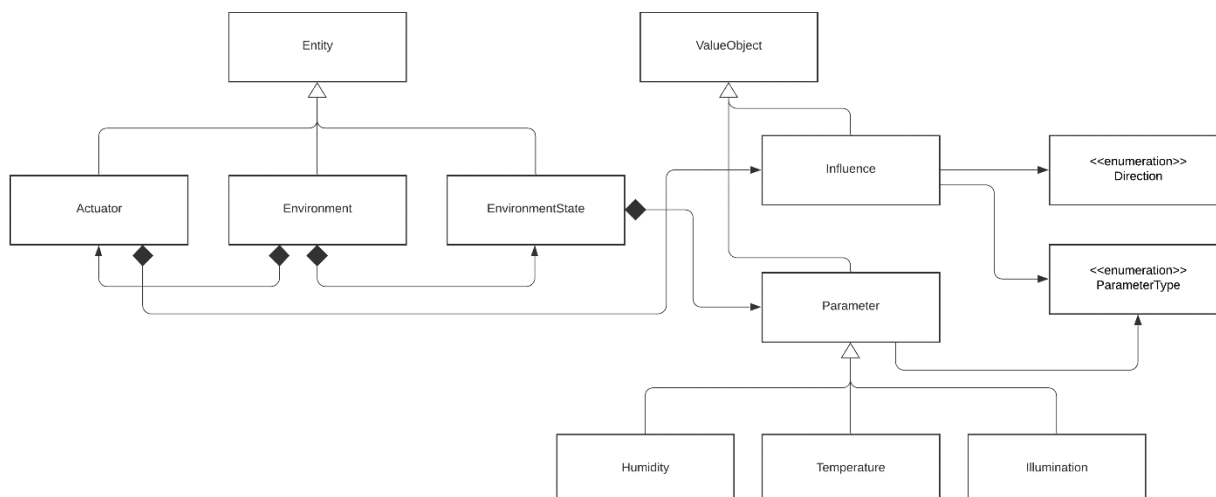 Entity
ValueObject
Influence
<<enumeration>>
Direction
Actuator
Environment
EnvironmentState
<<enumeration>>
ParameterType
Parameter
Humidity
Temperature
Illumination